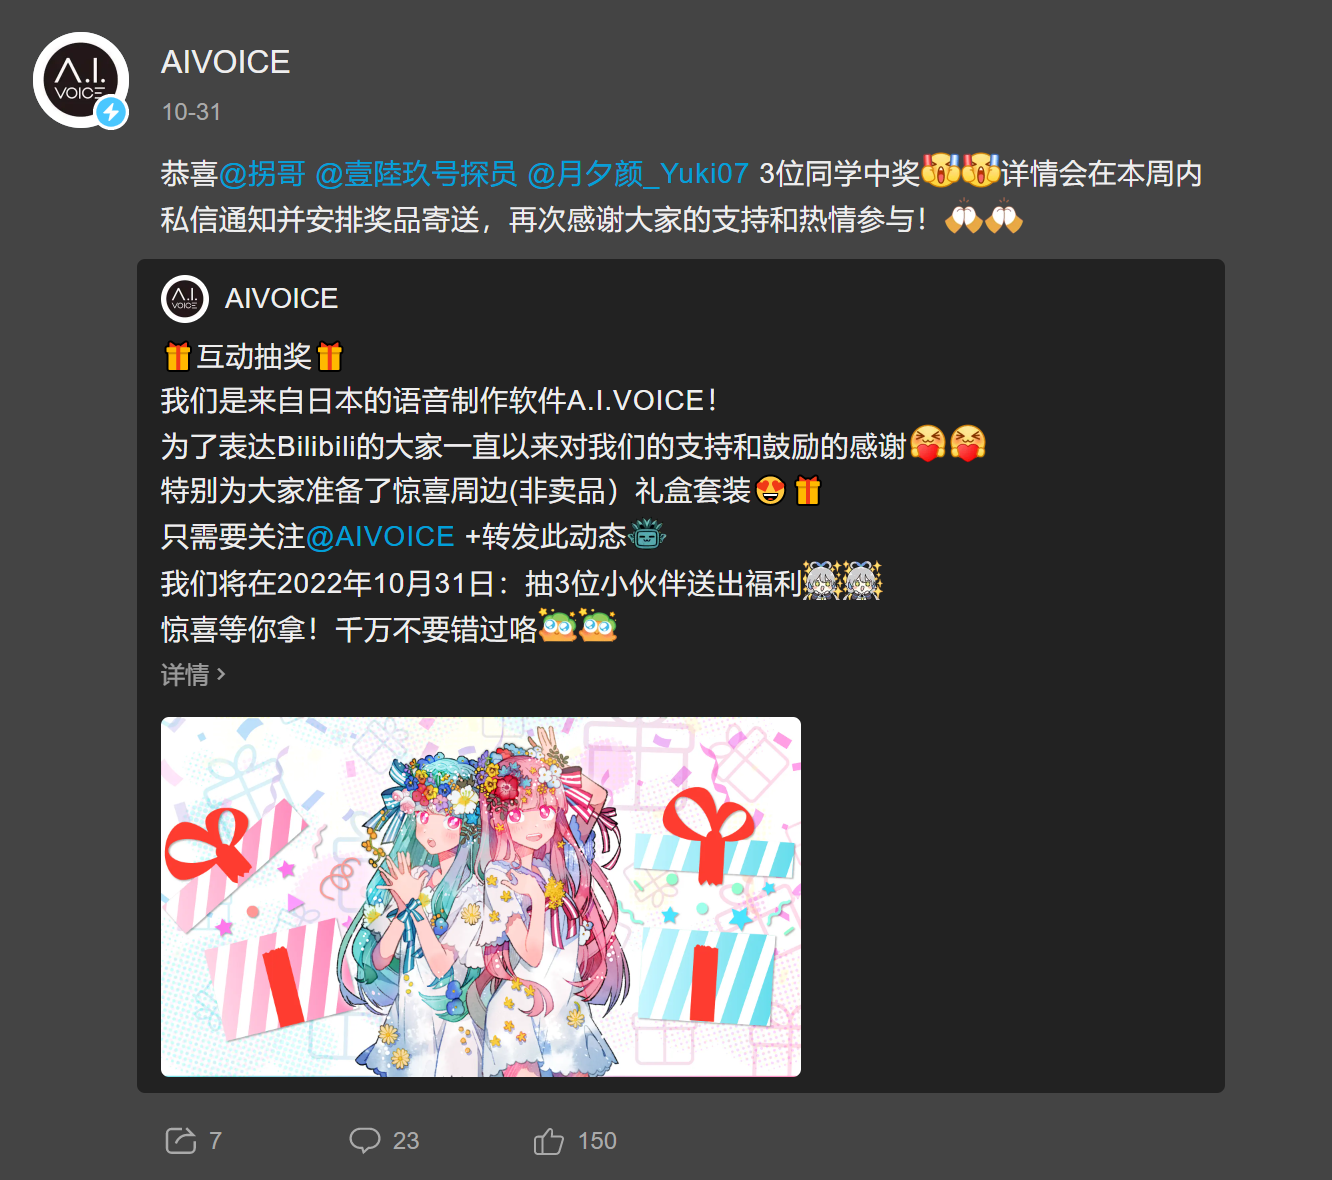 A.I.
VOICE
AIVOICE
10-31
恭喜@拐哥 @壹陸玖号探员 @月夕颜_Yuki07 3位同学中奖详情会在本周内
私信通知并安排奖品寄送，再次感谢大家的支持和热情参与！
A.I.
VOICE
AIVOICE
互动抽奖
我们是来自日本的语音制作软件A.I.VOICE！
为了表达Bilibili的大家一直以来对我们的支持和鼓励的感谢
特别为大家准备了惊喜周边(非卖品）礼盒套装
只需要关注@AIVOICE +转发此动态
我们将在2022年10月31日：抽3位小伙伴送出福利
惊喜等你拿！千万不要错过咯
详情 >
7
23
150